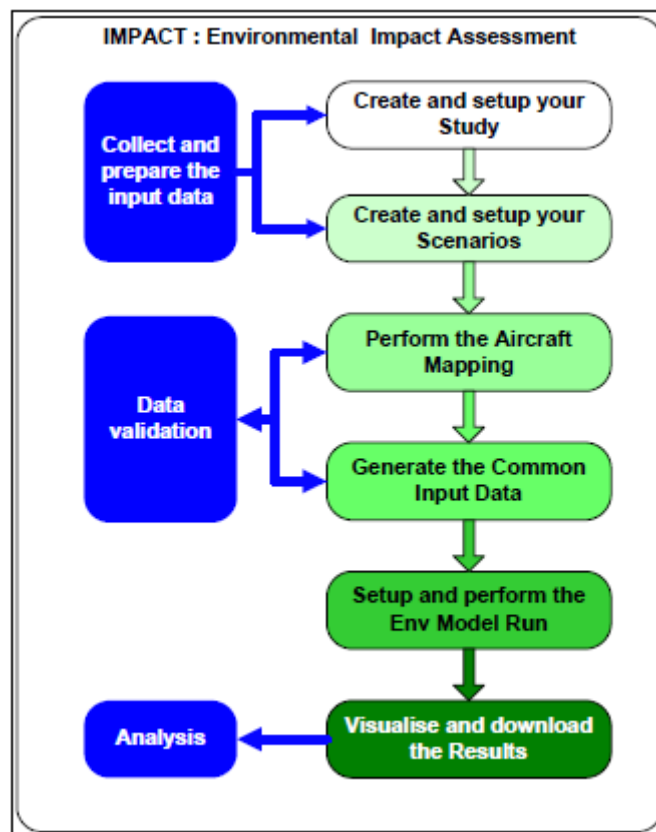 IMPACT : Environmental Impact Assessment
Collect and
prepare the
input data
Create and setup your
Study
Create and setup your
Scenarios
Data
validation
Perform the Aircraft
Mapping
Generate the Common
Input Data
Setup and perform the
Env Model Run
Analysis
Visualise and download
the Results